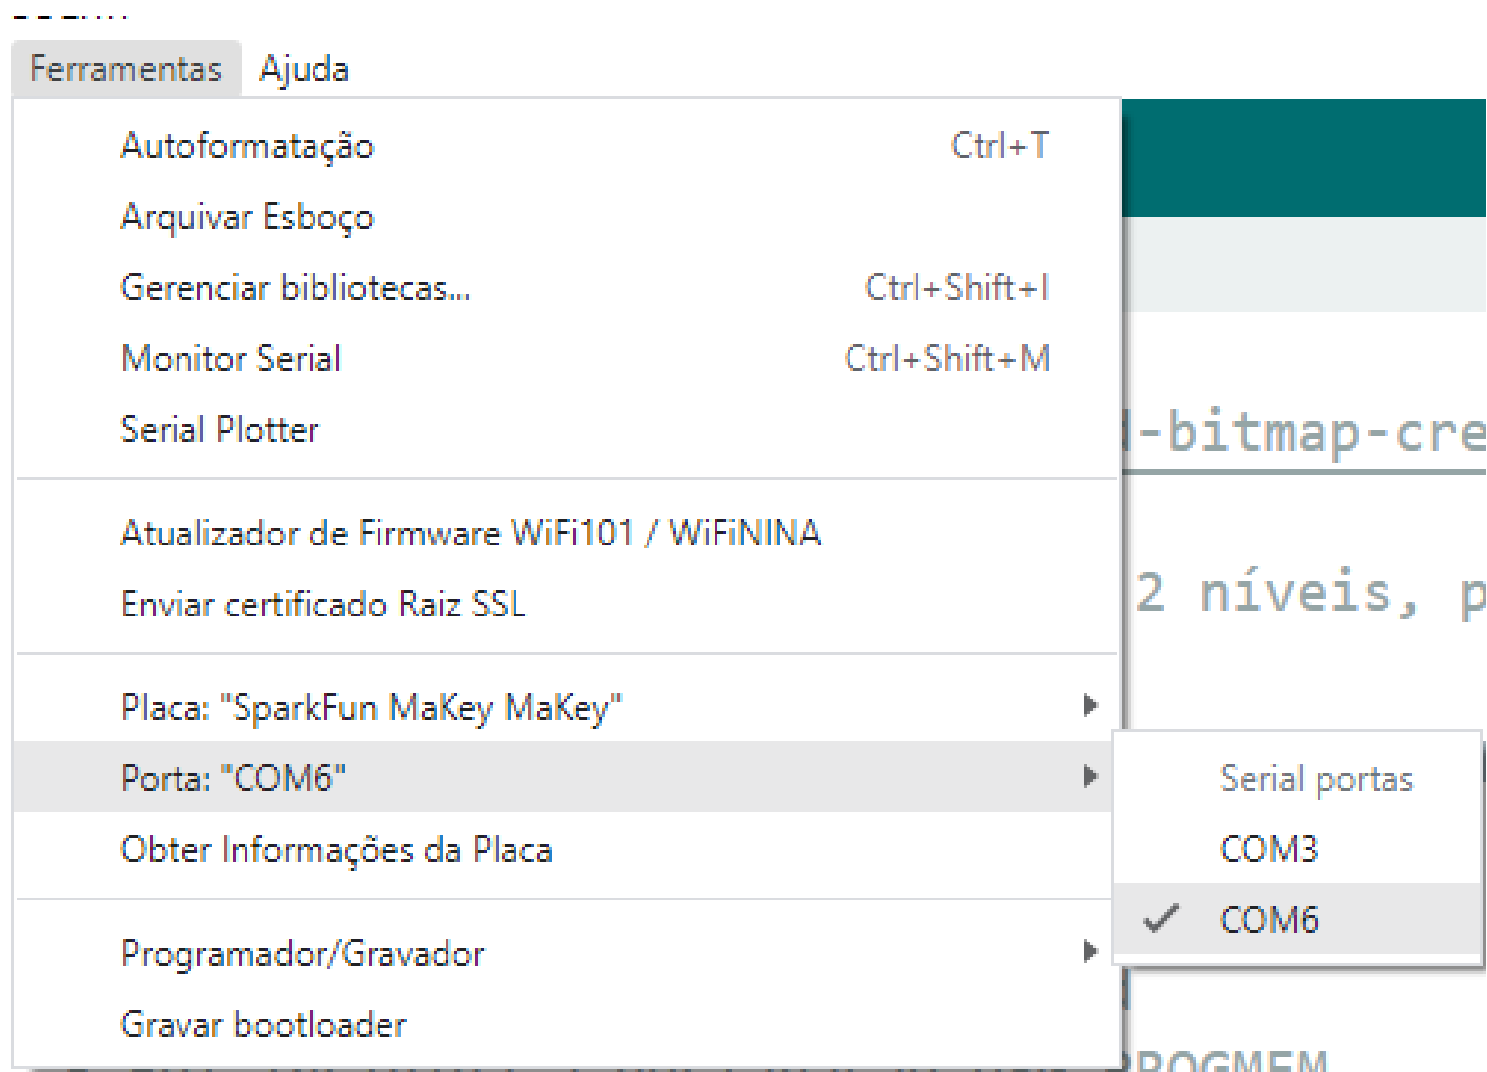 Ferramentas Ajuda
Autoformatação Ctrl+T
Arquivar Esboço
Gerenciar bibliotecas... Ctrl+Shift+I
Monitor Serial Ctrl+Shift+M
Serial Plotter
-bitmap-cre
Atualizador de Firmware WiFi101 / WiFiNINA
Enviar certificado Raiz SSL
2 níveis, p
Placa: "SparkFun MaKey MaKey"
Porta: "COM6"
Serial portas
Obter Informações da Placa
COM3
COM6
Programador/Gravador
Gravar bootloader
PROGMEM